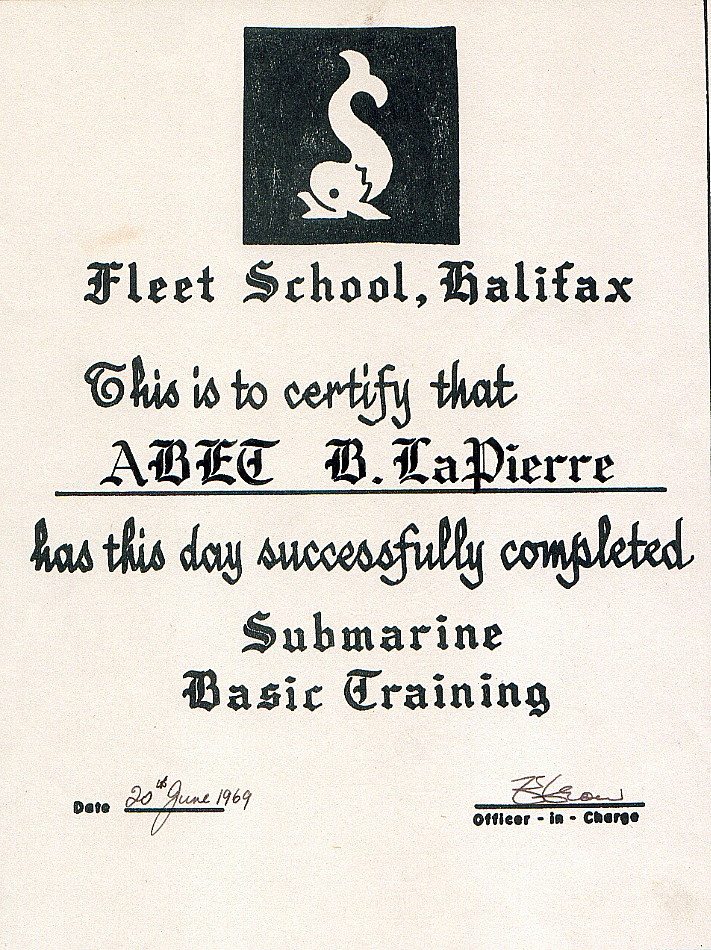 Fleet School, Halifax
This is to certify that
ABET B. LaPierre
has this day successfully completed
Submarine
Basic Training
Date 20th June 1969
Officer - in - Charge